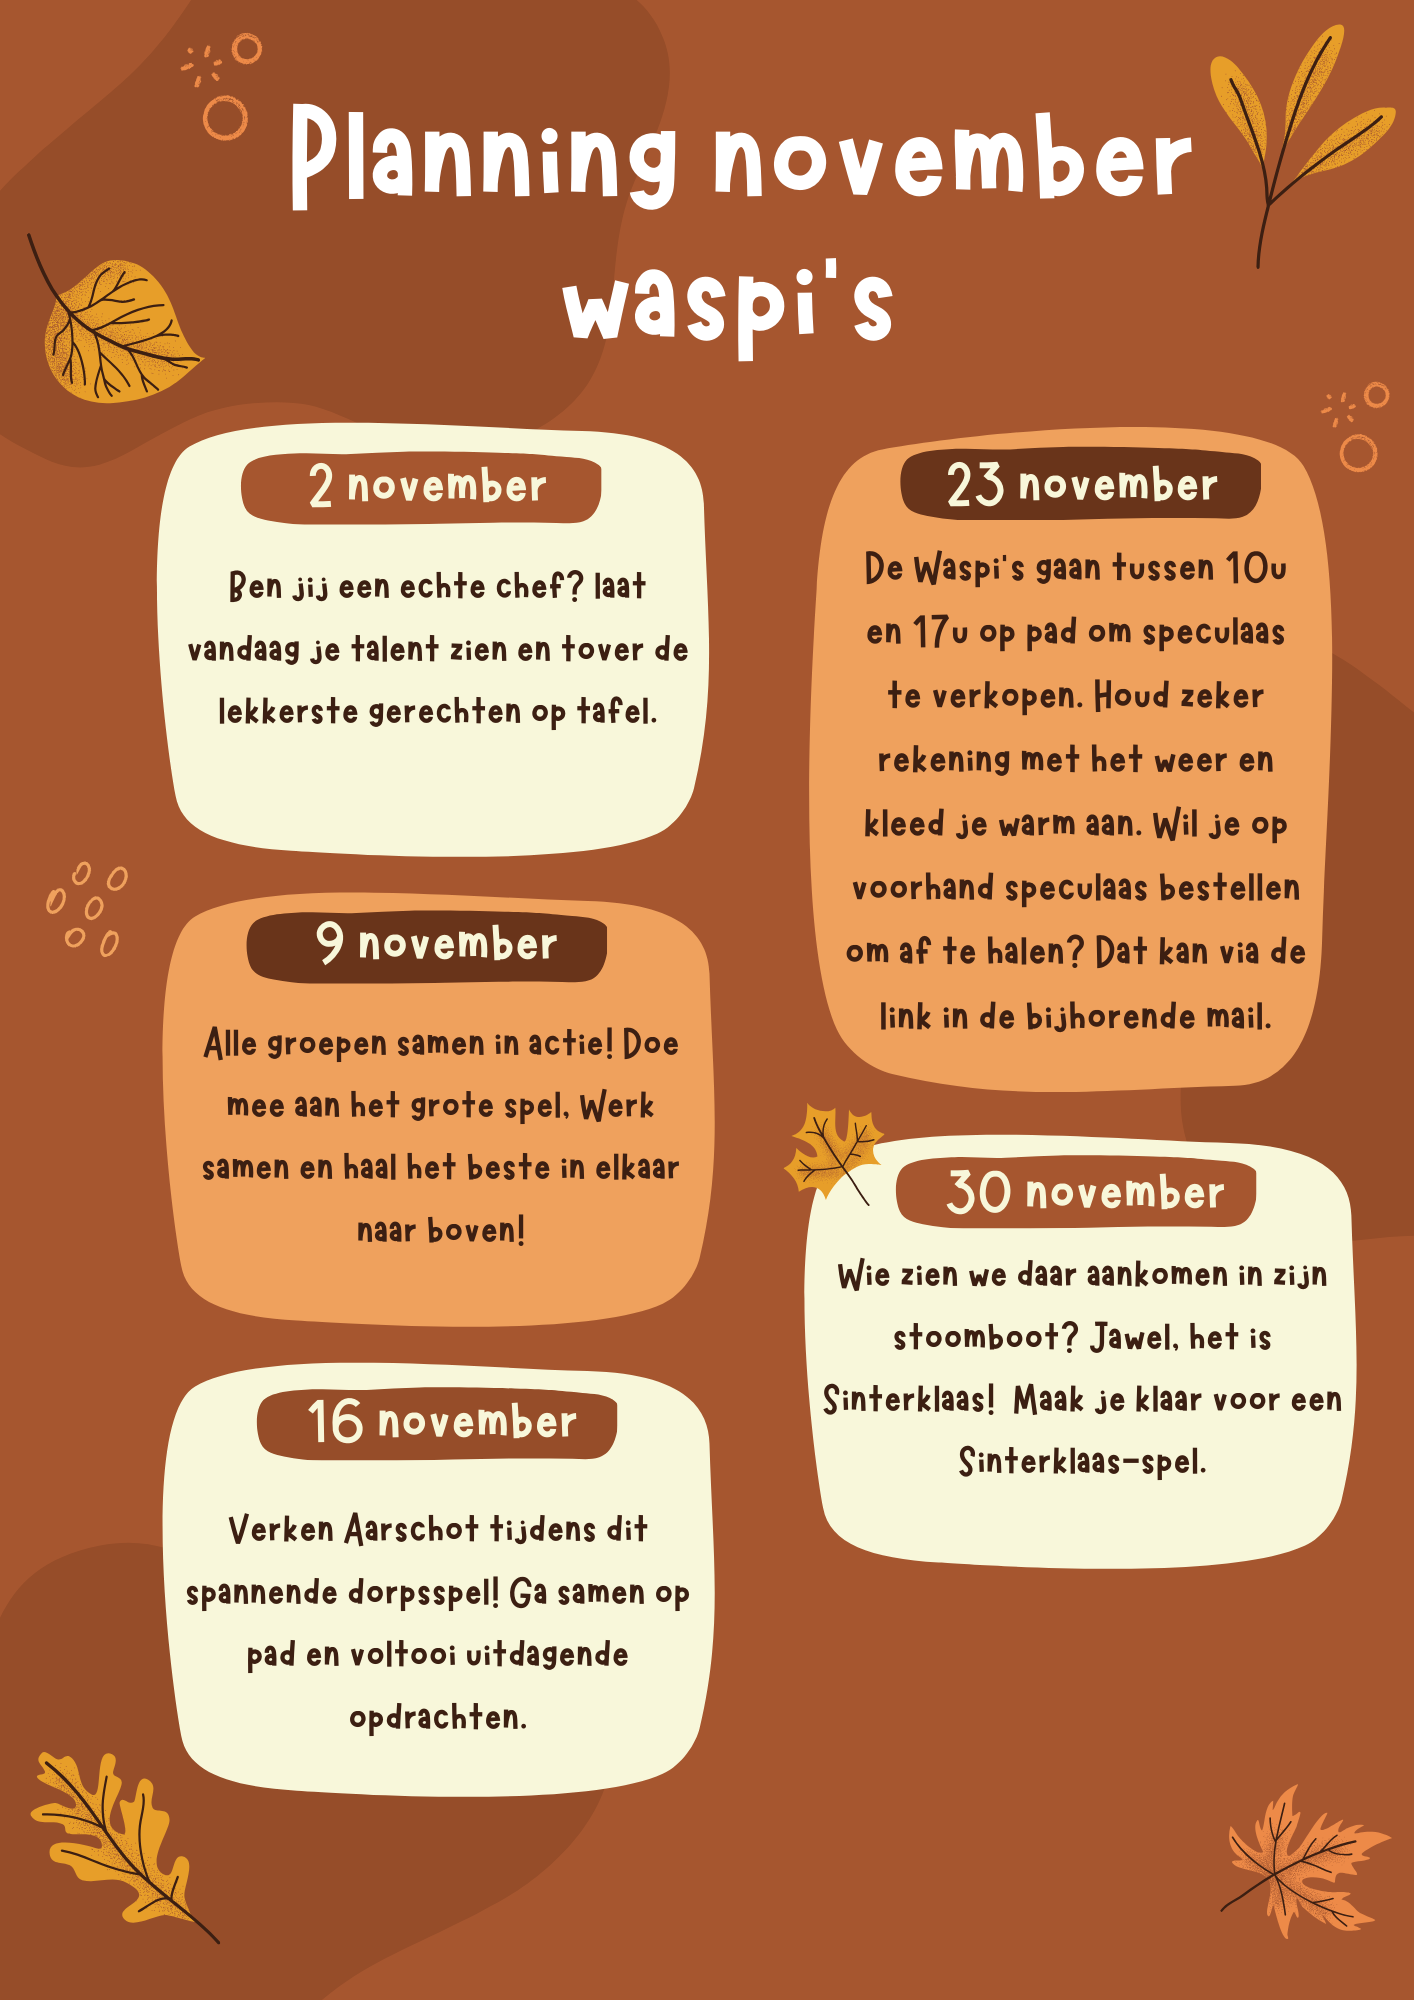 Planning november
waspi's
2 november
Ben jij een echte chef? laat
vandaag je talent zien en tover de
lekkerste gerechten op tafel.
9 november
Alle groepen samen in actie! Doe
mee aan het grote spel, Werk
samen en haal het beste in elkaar
naar boven!
16 november
Verken Aarschot tijdens dit
spannende dorpsspel! Ga samen op
pad en voltooi uitdagende
opdrachten.
23 november
De Waspi's gaan tussen 10u
en 17u op pad om speculaas
te verkopen. Houd zeker
rekening met het weer en
kleed je warm aan. Wil je op
voorhand speculaas bestellen
om af te halen? Dat kan via de
link in de bijhorende mail.
30 november
Wie zien we daar aankomen in zijn
stoomboot? Jawel, het is
Sinterklaas! Maak je klaar voor een
Sinterklaas-spel.